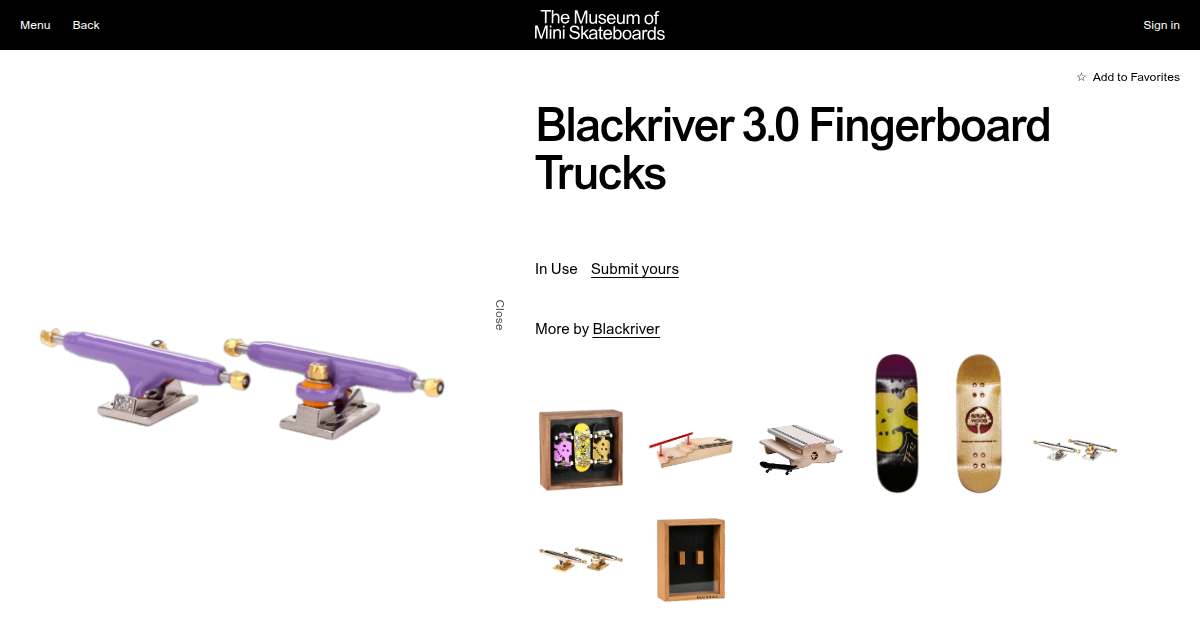 Menu
Back
The Museum of
Mini Skateboards
Sign in
☆ Add to Favorites
Blackriver 3.0 Fingerboard
Trucks
In Use Submit yours
Close
More by Blackriver